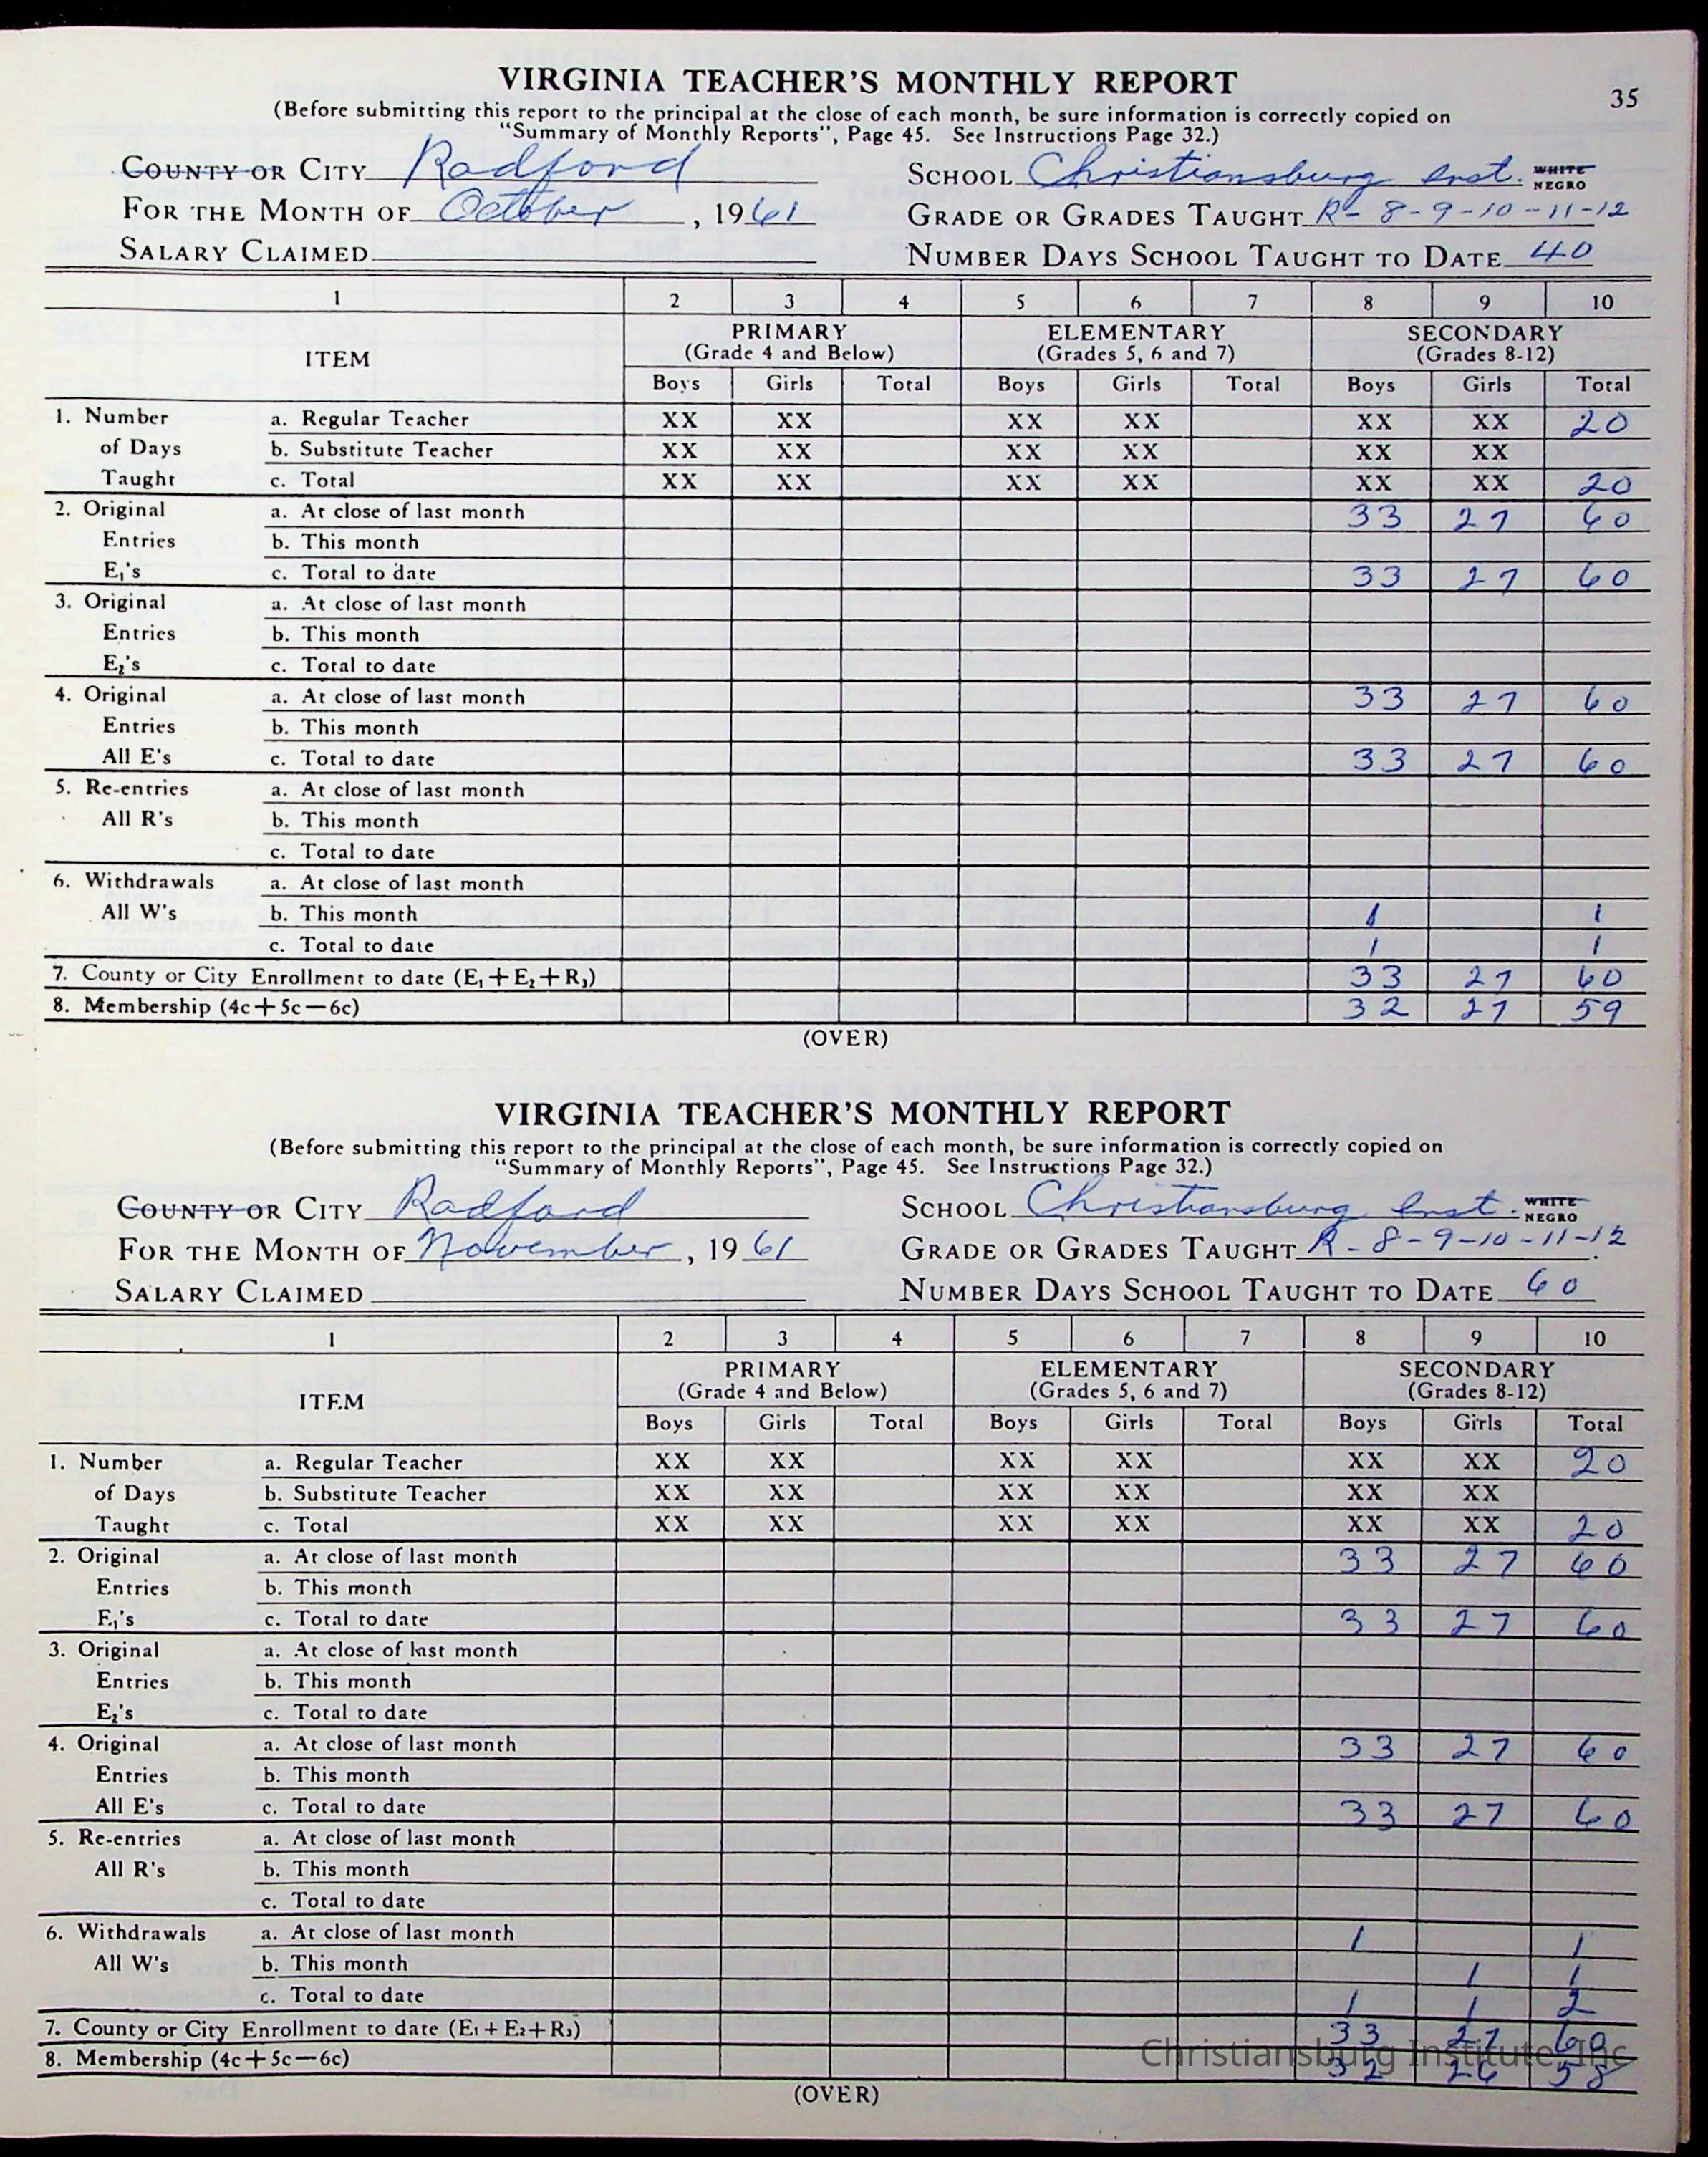 35
VIRGINIA TEACHER'S MONTHLY REPORT
(Before submitting this report to the principal at the close of each month, be sure information is correctly copied on
"Summary of Monthly Reports", Page 45. See Instructions Page 32.)
COUNTY OR CITY Radford SCHOOL Christiansburg Inst. WHITE NEGRO
FOR THE MONTH OF October, 1961 GRADE OR GRADES TAUGHT R-8-9-10-11-12
SALARY CLAIMED NUMBER DAYS SCHOOL TAUGHT TO DATE 40
1 2 3 4 5 6 7 8 9 10
PRIMARY ELEMENTARY SECONDARY
ITEM (Grade 4 and Below) (Grades 5, 6 and 7) (Grades 8-12)
Boys Girls Total Boys Girls Total Boys Girls Total
1. Number a. Regular Teacher XX XX XX XX XX XX 20
of Days b. Substitute Teacher XX XX XX XX XX XX
Taught c. Total XX XX XX XX XX XX 20
2. Original a. At close of last month 33 27 60
Entries b. This month
E₁'s c. Total to date 33 27 60
3. Original a. At close of last month
Entries b. This month
E₂'s c. Total to date
4. Original a. At close of last month 33 27 60
Entries b. This month
All E's c. Total to date 33 27 60
5. Re-entries a. At close of last month
All R's b. This month
c. Total to date
6. Withdrawals a. At close of last month
All W's b. This month 1 1
c. Total to date 1 1
7. County or City Enrollment to date (E₁+E₂+R₃) 33 27 60
8. Membership (4c+5c−6c) 32 27 59
(OVER)
VIRGINIA TEACHER'S MONTHLY REPORT
(Before submitting this report to the principal at the close of each month, be sure information is correctly copied on
"Summary of Monthly Reports", Page 45. See Instructions Page 32.)
COUNTY OR CITY Radford SCHOOL Christiansburg Inst. WHITE NEGRO
FOR THE MONTH OF November, 1961 GRADE OR GRADES TAUGHT R-8-9-10-11-12
SALARY CLAIMED NUMBER DAYS SCHOOL TAUGHT TO DATE 60
1 2 3 4 5 6 7 8 9 10
PRIMARY ELEMENTARY SECONDARY
ITEM (Grade 4 and Below) (Grades 5, 6 and 7) (Grades 8-12)
Boys Girls Total Boys Girls Total Boys Girls Total
1. Number a. Regular Teacher XX XX XX XX XX XX 20
of Days b. Substitute Teacher XX XX XX XX XX XX
Taught c. Total XX XX XX XX XX XX 20
2. Original a. At close of last month 33 27 60
Entries b. This month
E₁'s c. Total to date 33 27 60
3. Original a. At close of last month
Entries b. This month
E₂'s c. Total to date
4. Original a. At close of last month 33 27 60
Entries b. This month
All E's c. Total to date 33 27 60
5. Re-entries a. At close of last month
All R's b. This month
c. Total to date
6. Withdrawals a. At close of last month 1 1
All W's b. This month 1 1
c. Total to date 1 1 2
7. County or City Enrollment to date (E₁+E₂+R₃) 33 27 60
Christiansburg Institute, Inc
8. Membership (4c+5c−6c) 32 26 58
(OVER)